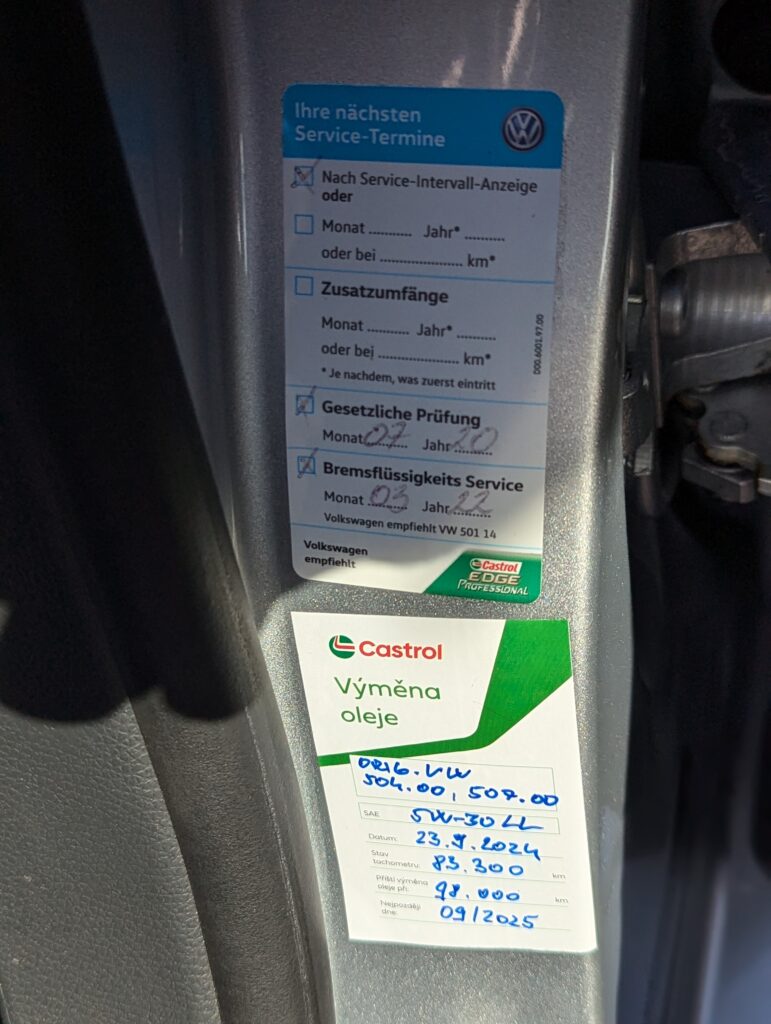 Ihre nächsten
Service-Termine
Nach Service-Intervall-Anzeige
oder
Monat .......... Jahr* ..........
oder bei .................... km*
Zusatzumfänge
Monat .......... Jahr* ..........
oder bei .................... km*
* Je nachdem, was zuerst eintritt
D00.6001.97.00
Gesetzliche Prüfung
Monat 07 Jahr 20
Bremsflüssigkeits Service
Monat 03 Jahr 22
Volkswagen empfiehlt VW 501 14
Volkswagen
empfiehlt
Castrol
EDGE
PROFESSIONAL
Castrol
Výměna
oleje
ORIG. VW
504.00, 507.00
SAE 5W-30 LL
Datum: 23.9.2024
Stav
tachometru: 83.300 km
Příští výměna
oleje při: 98.000 km
Nejpozději
dne: 09/2025